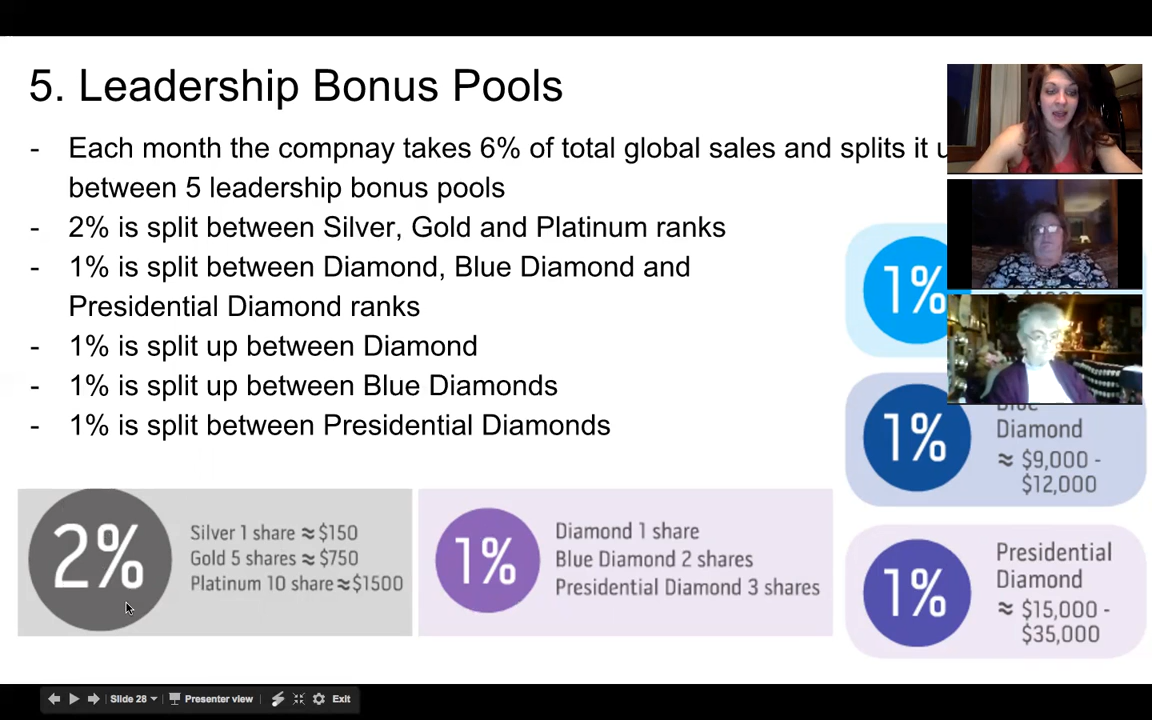 5. Leadership Bonus Pools
- Each month the compnay takes 6% of total global sales and splits it
between 5 leadership bonus pools
- 2% is split between Silver, Gold and Platinum ranks
- 1% is split between Diamond, Blue Diamond and
Presidential Diamond ranks
- 1% is split up between Diamond
- 1% is split up between Blue Diamonds
- 1% is split between Presidential Diamonds
1%
1%
Diamond
≈ $9,000 -
$12,000
2%
Silver 1 share ≈ $150
Gold 5 shares ≈ $750
Platinum 10 share ≈ $1500
1%
Diamond 1 share
Blue Diamond 2 shares
Presidential Diamond 3 shares
1%
Presidential
Diamond
≈ $15,000 -
$35,000
Slide 28
Presenter view
Exit